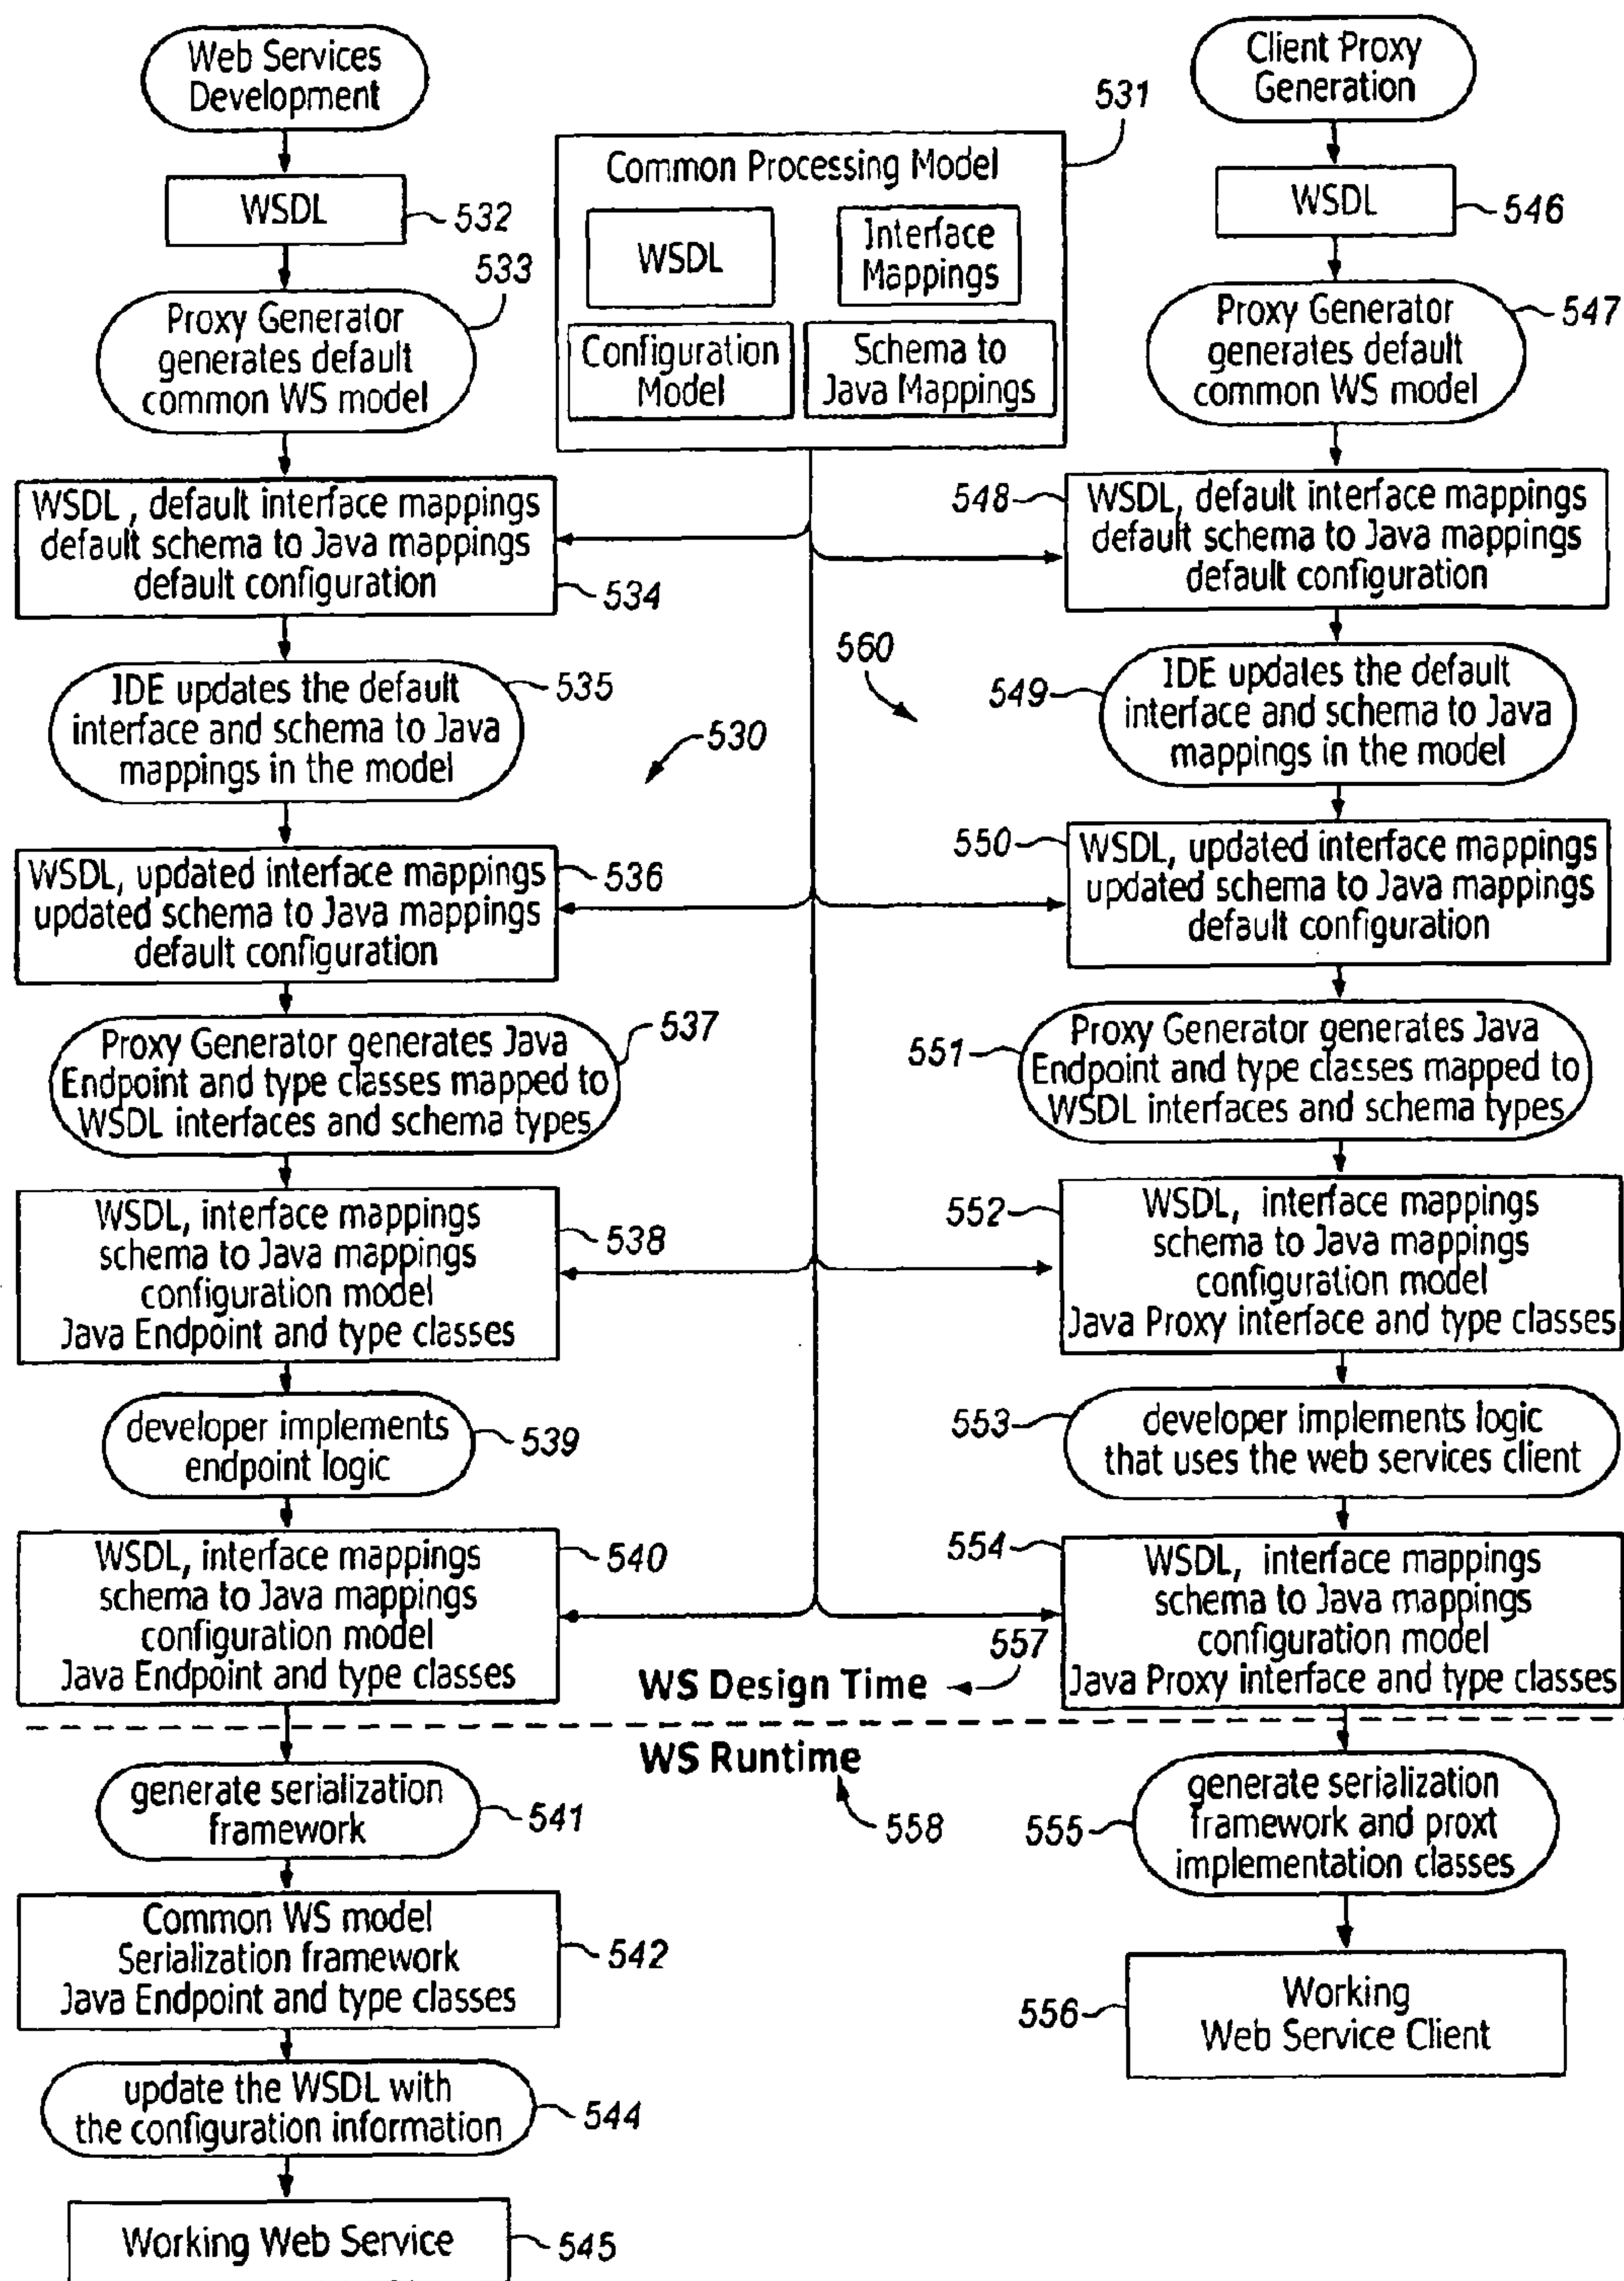 Web Services
Development
WSDL
532
533
Proxy Generator
generates default
common WS model
WSDL , default interface mappings
default schema to Java mappings
default configuration
534
IDE updates the default
interface and schema to Java
mappings in the model
535
530
WSDL, updated interface mappings
updated schema to Java mappings
default configuration
536
Proxy Generator generates Java
Endpoint and type classes mapped to
WSDL interfaces and schema types
537
WSDL, interface mappings
schema to Java mappings
configuration model
Java Endpoint and type classes
538
developer implements
endpoint logic
539
WSDL, interface mappings
schema to Java mappings
configuration model
Java Endpoint and type classes
540
generate serialization
framework
541
Common WS model
Serialization framework
Java Endpoint and type classes
542
update the WSDL with
the configuration information
544
Working Web Service
545
Common Processing Model
531
WSDL
Interface
Mappings
Configuration
Model
Schema to
Java Mappings
560
WS Design Time
557
WS Runtime
558
Client Proxy
Generation
WSDL
546
Proxy Generator
generates default
common WS model
547
548
WSDL, default interface mappings
default schema to Java mappings
default configuration
549
IDE updates the default
interface and schema to Java
mappings in the model
550
WSDL, updated interface mappings
updated schema to Java mappings
default configuration
551
Proxy Generator generates Java
Endpoint and type classes mapped to
WSDL interfaces and schema types
552
WSDL, interface mappings
schema to Java mappings
configuration model
Java Proxy interface and type classes
553
developer implements logic
that uses the web services client
554
WSDL, interface mappings
schema to Java mappings
configuration model
Java Proxy interface and type classes
555
generate serialization
framework and proxt
implementation classes
556
Working
Web Service Client